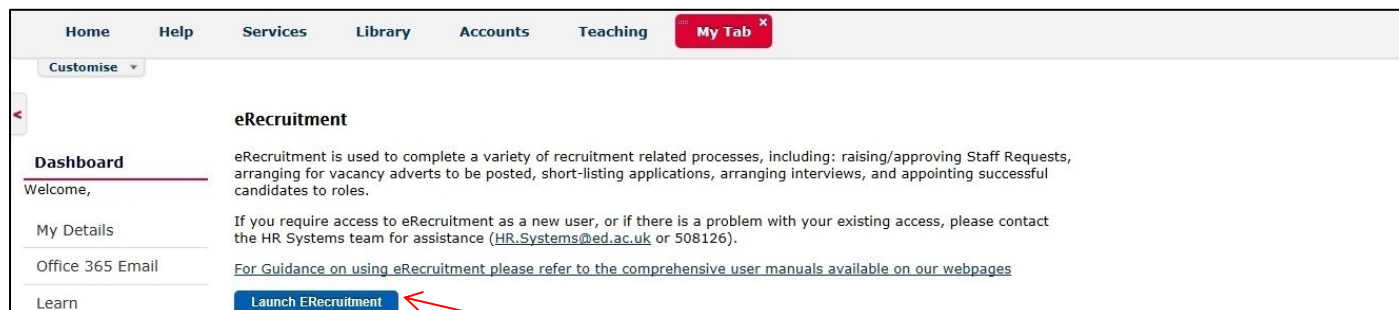 Home Help Services Library Accounts Teaching My Tab x
Customise
<
eRecruitment
Dashboard
Welcome,
My Details
Office 365 Email
Learn
eRecruitment is used to complete a variety of recruitment related processes, including: raising/approving Staff Requests,
arranging for vacancy adverts to be posted, short-listing applications, arranging interviews, and appointing successful
candidates to roles.
If you require access to eRecruitment as a new user, or if there is a problem with your existing access, please contact
the HR Systems team for assistance (HR.Systems@ed.ac.uk or 508126).
For Guidance on using eRecruitment please refer to the comprehensive user manuals available on our webpages
Launch ERecruitment